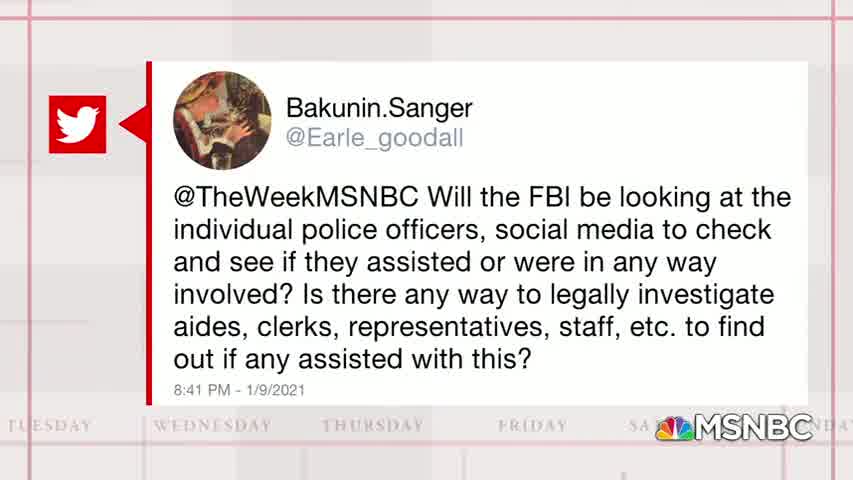 Bakunin.Sanger
@Earle_goodall
@TheWeekMSNBC Will the FBI be looking at the
individual police officers, social media to check
and see if they assisted or were in any way
involved? Is there any way to legally investigate
aides, clerks, representatives, staff, etc. to find
out if any assisted with this?
8:41 PM - 1/9/2021
TUESDAY WEDNESDAY THURSDAY FRIDAY
MSNBC